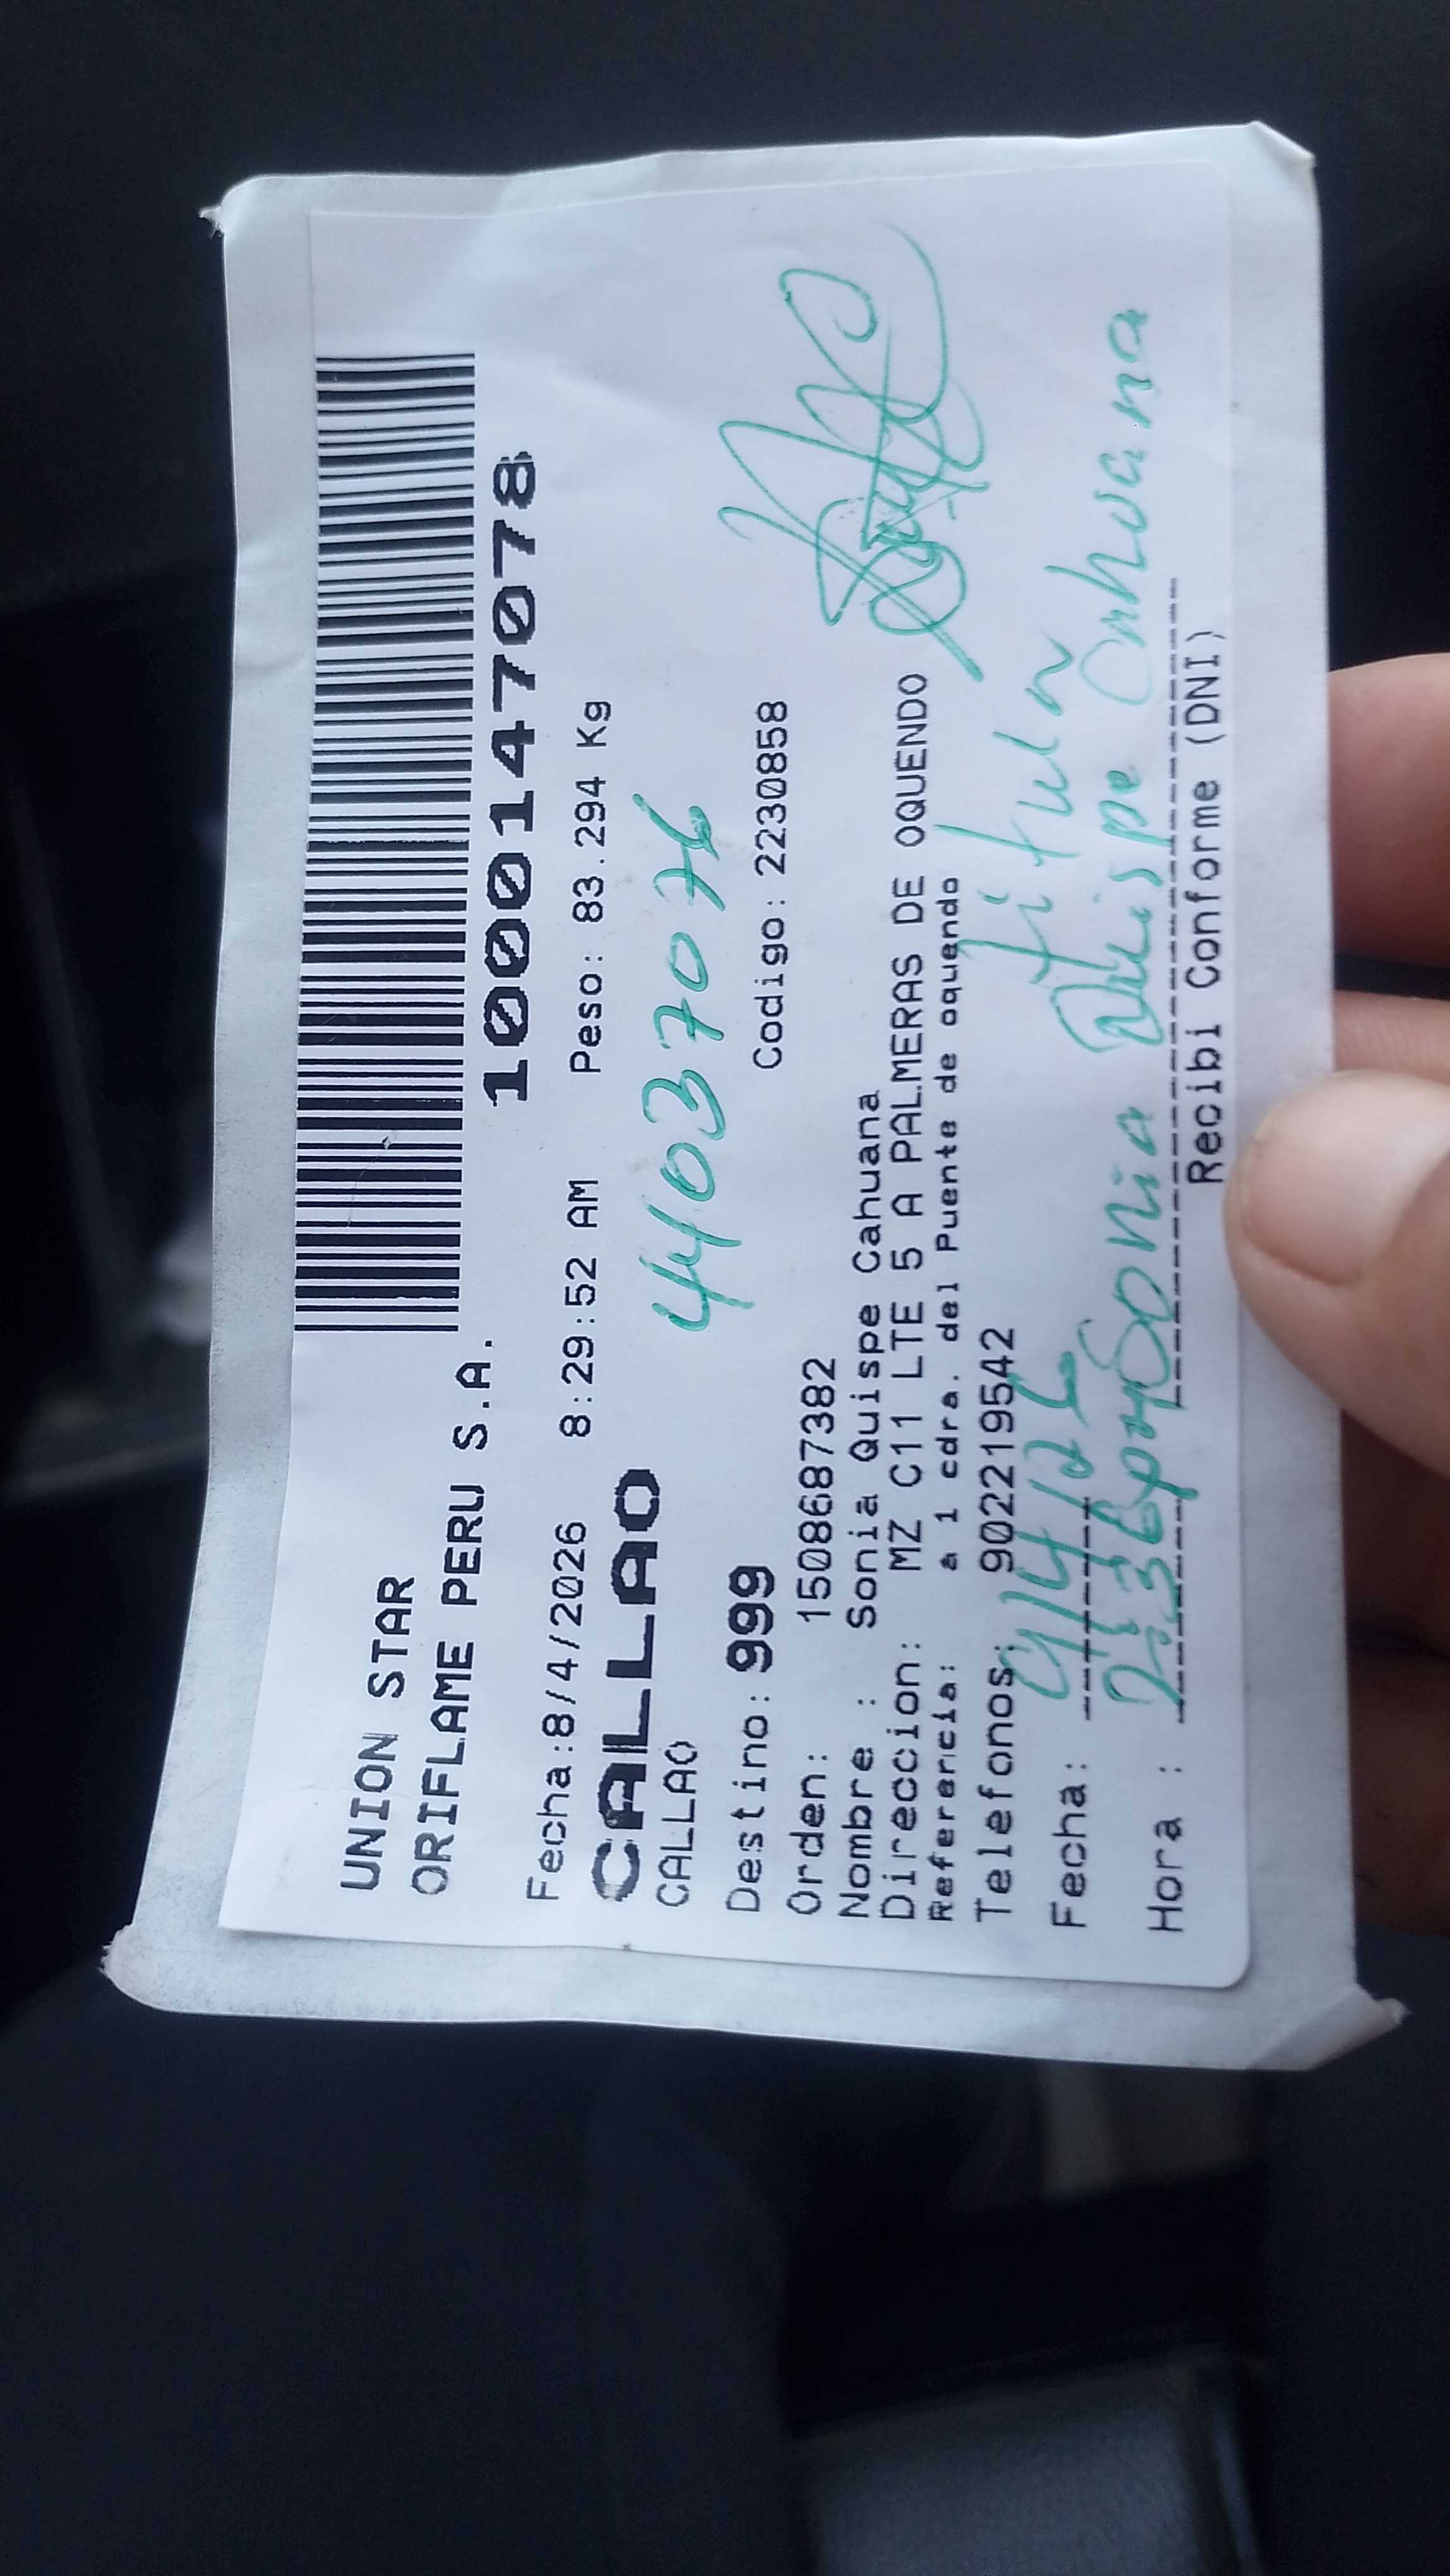 UNION STAR
ORIFLAME PERU S.A.
1000147078
Fecha:8/4/2026 8:29:52 AM Peso: 83.294 Kg
CALLAO
CALLAO
44037076
Destino: 999 Codigo: 2230858
Orden: 1508687382
Nombre : Sonia Quispe Cahuana
Direccion: MZ C11 LTE 5 A PALMERAS DE OQUENDO
Referencia: a 1 cdra. del Puente de oquendo
Telefonos: 902219542
Fecha: 9/4/26 titular
Hora : 2:36pm Sonia Quispe Cahuana
Recibi Conforme (DNI)